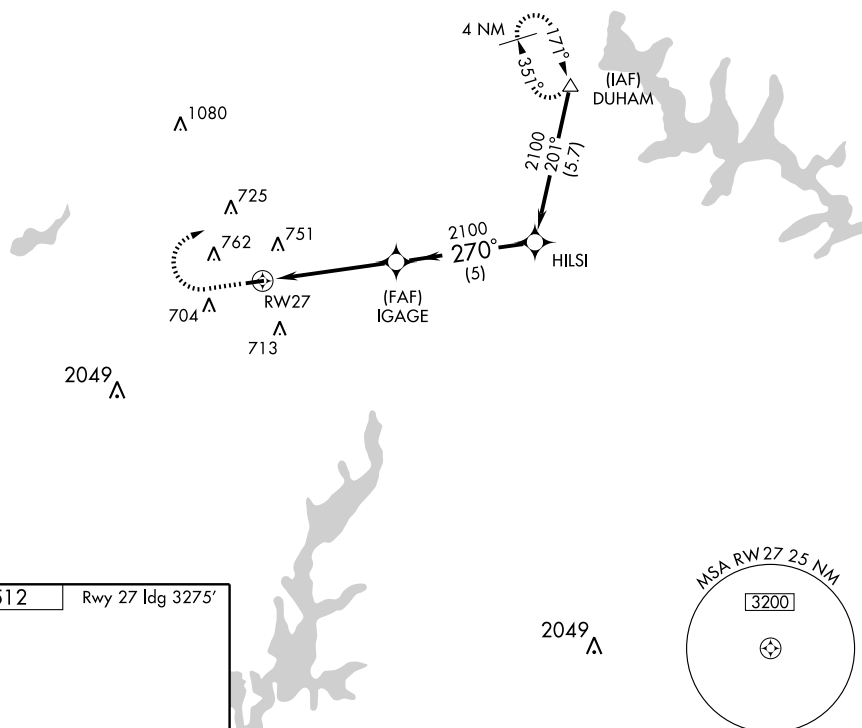 4 NM
171°
351°
(IAF)
DUHAM
1080
2100
201°
(5.7)
725
762
751
2100
270°
(5)
HILSI
RW27
(FAF)
IGAGE
704
713
2049
512
Rwy 27 ldg 3275'
MSA RW27 25 NM
3200
2049